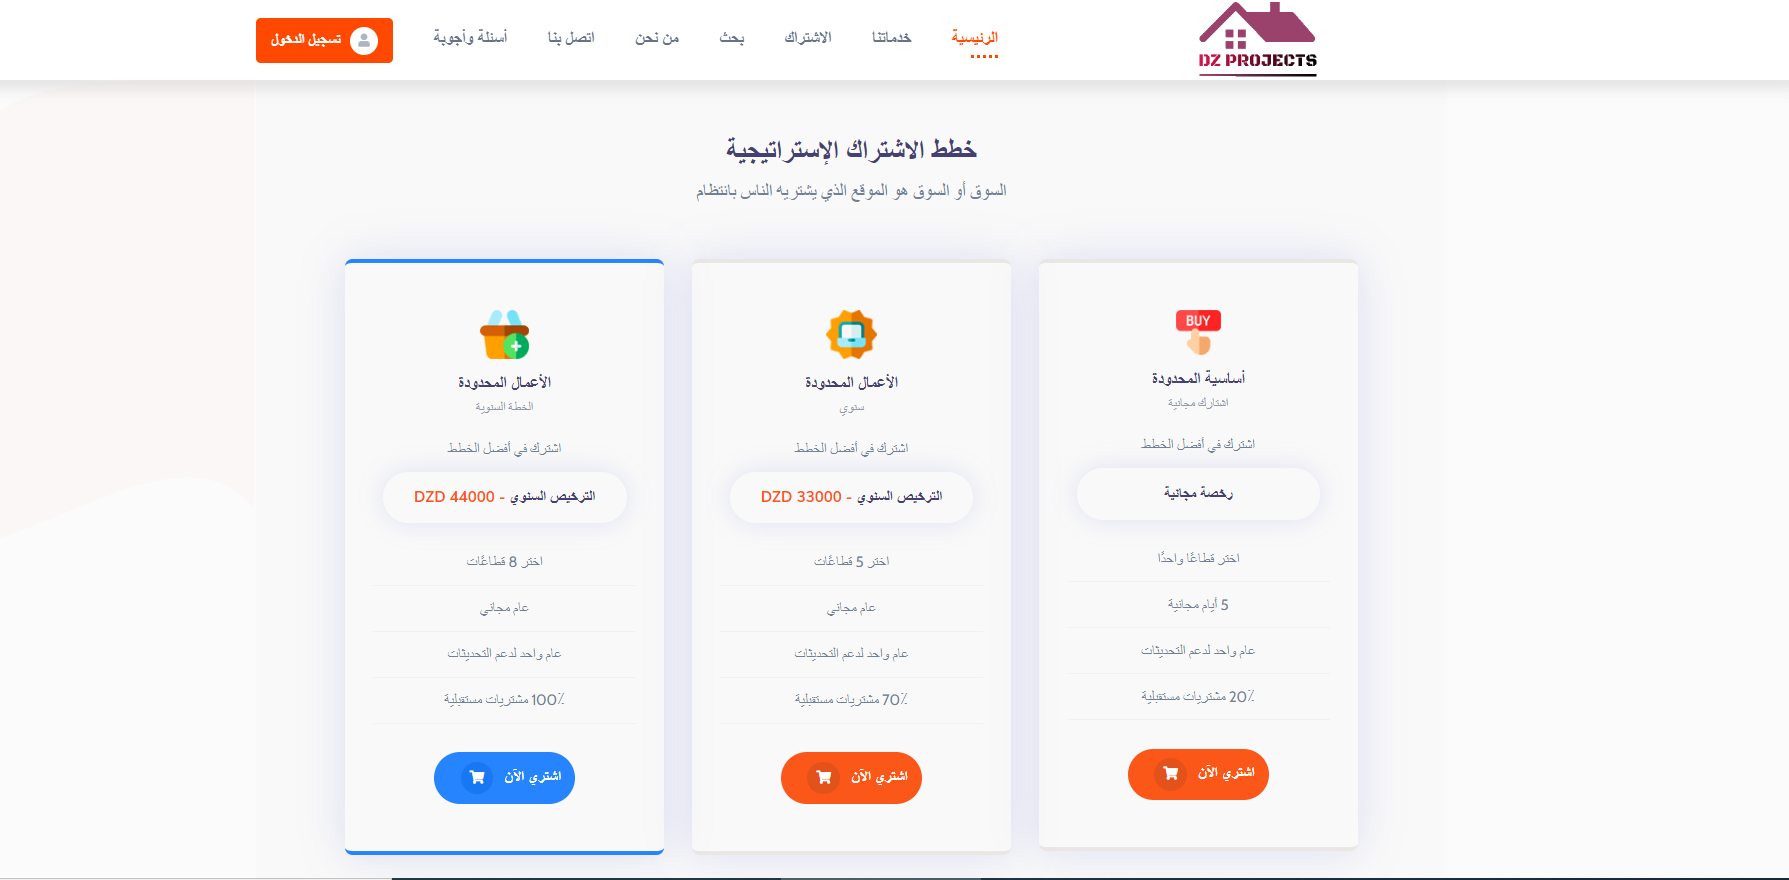 DZ PROJECTS
الرئيسية
خدماتنا
الاشتراك
بحث
من نحن
اتصل بنا
أسئلة وأجوبة
تسجيل الدخول
خطط الاشتراك الإستراتيجية
السوق أو السوق هو الموقع الذي يشتريه الناس بانتظام
BUY
أساسية المحدودة
اشتارك مجانية
اشترك في أفضل الخطط
رخصة مجانية
اختر قطاعًا واحدًا
5 أيام مجانية
عام واحد لدعم التحديثات
20٪ مشتريات مستقبلية
اشتري الآن
الأعمال المحدودة
سنوي
اشترك في أفضل الخطط
الترخيص السنوي - DZD 33000
اختر 5 قطاعًات
عام مجاني
عام واحد لدعم التحديثات
70٪ مشتريات مستقبلية
اشتري الآن
الأعمال المحدودة
الخطة السنوية
اشترك في أفضل الخطط
الترخيص السنوي - DZD 44000
اختر 8 قطاعًات
عام مجاني
عام واحد لدعم التحديثات
100٪ مشتريات مستقبلية
اشتري الآن